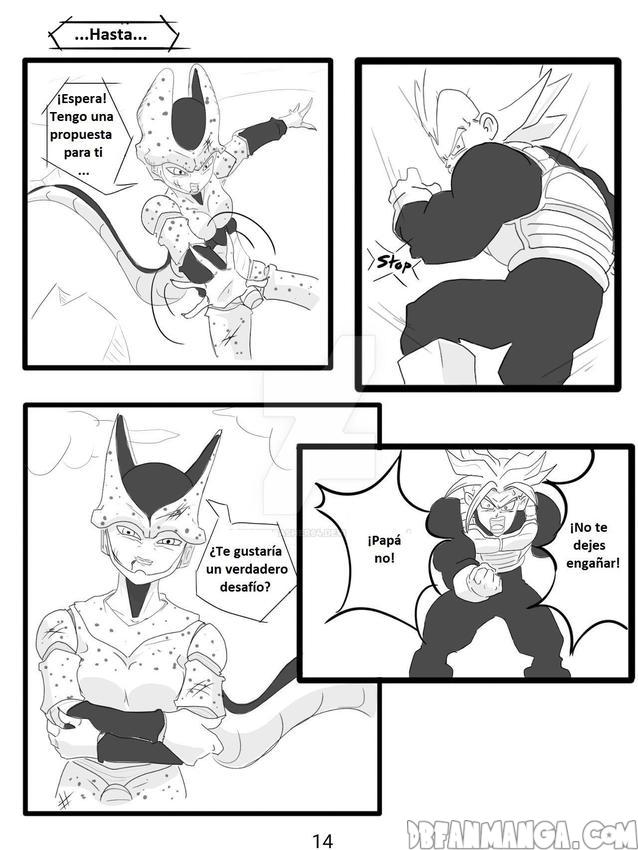 ...Hasta...
¡Espera!
Tengo una
propuesta
para ti
...
Stop
¿Te gustaría
un verdadero
desafío?
¡Papá
no!
¡No te
dejes
engañar!
14
DBFANMANGA.COM